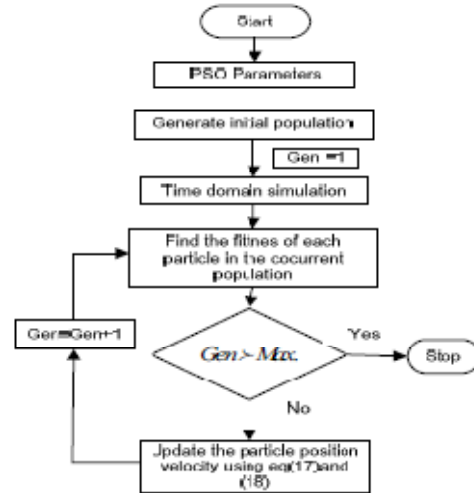 Start
PSO Parameters
Generate initial population
Gen =1
Time domain simulation
Find the fitnes of each
particle in the cocurrent
population
Gen=Gen+1
Gen > Max.
Yes
Stop
No
Update the particle position
velocity using eq(17)and
(18)